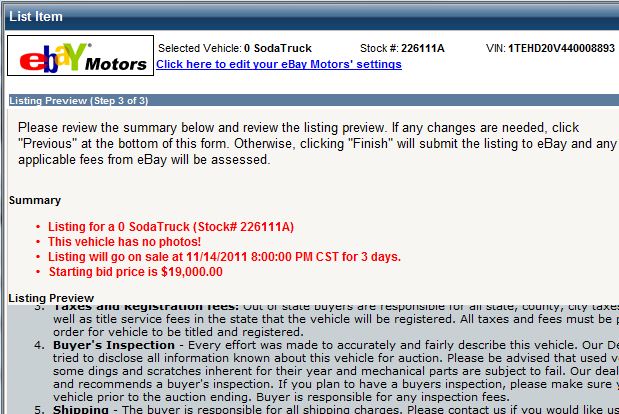 List Item
ebaY Motors
Selected Vehicle: 0 SodaTruck Stock #: 226111A VIN: 1TEHD20V440008893
Click here to edit your eBay Motors' settings
Listing Preview (Step 3 of 3)
Please review the summary below and review the listing preview. If any changes are needed, click
"Previous" at the bottom of this form. Otherwise, clicking "Finish" will submit the listing to eBay and any
applicable fees from eBay will be assessed.
Summary
• Listing for a 0 SodaTruck (Stock# 226111A)
• This vehicle has no photos!
• Listing will go on sale at 11/14/2011 8:00:00 PM CST for 3 days.
• Starting bid price is $19,000.00
Listing Preview
3. Taxes and Registration fees: Out of state buyers are responsible for all state, county, city taxes
well as title service fees in the state that the vehicle will be registered. All taxes and fees must be
order for vehicle to be titled and registered.
4. Buyer's Inspection - Every effort was made to accurately and fairly describe this vehicle. Our De
tried to disclose all information known about this vehicle for auction. Please be advised that used v
some dings and scratches inherent for their year and mechanical parts are subject to fail. Our deal
and recommends a buyer's inspection. If you plan to have a buyers inspection, please make sure
vehicle prior to the auction ending. Buyer is responsible for any inspection fees.
5. Shipping - The buyer is responsible for all shipping charges. Please contact us if you would like us